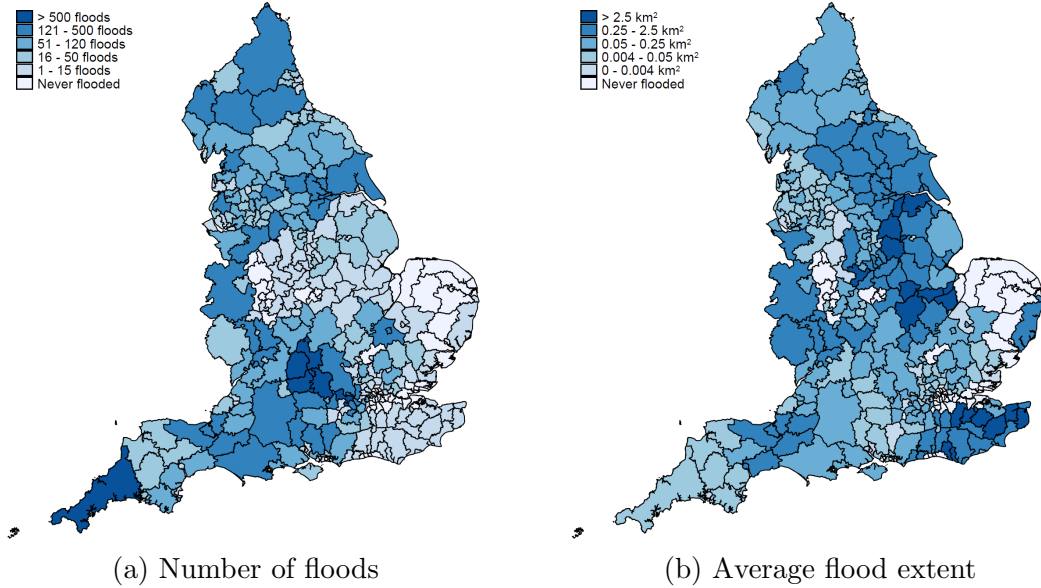 > 500 floods
121 - 500 floods
51 - 120 floods
16 - 50 floods
1 - 15 floods
Never flooded
(a) Number of floods
> 2.5 km²
0.25 - 2.5 km²
0.05 - 0.25 km²
0.004 - 0.05 km²
0 - 0.004 km²
Never flooded
(b) Average flood extent